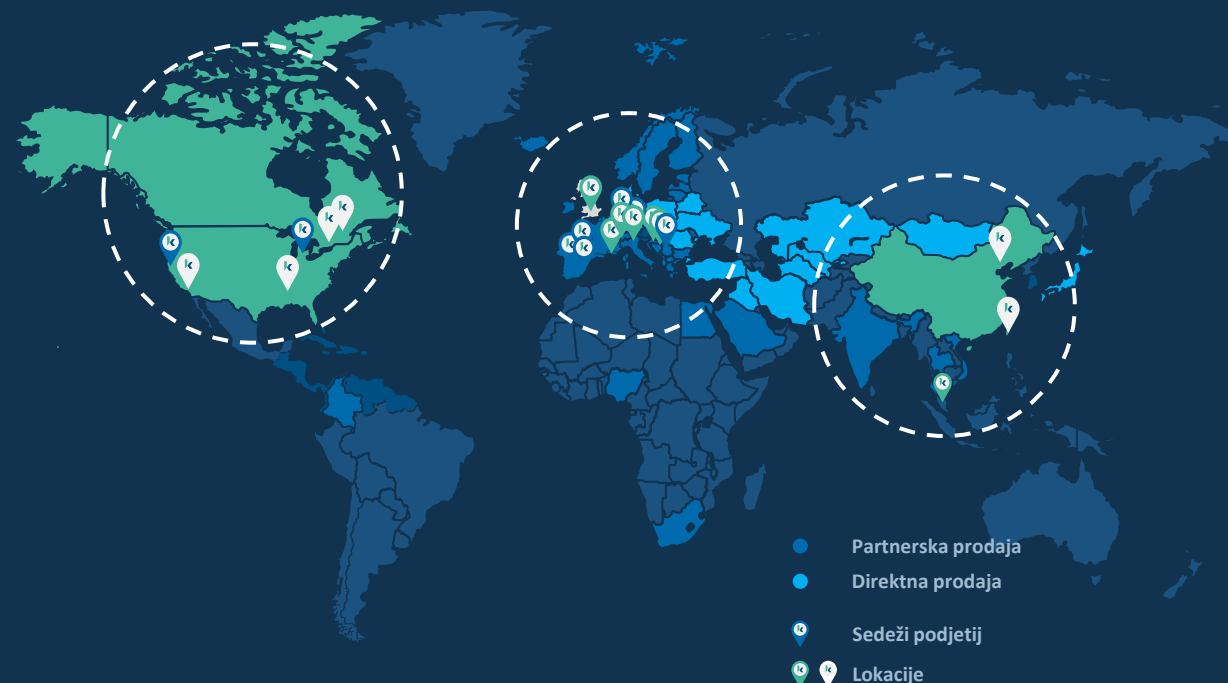 Partnerska prodaja
Direktna prodaja
Sedeži podjetij
Lokacije